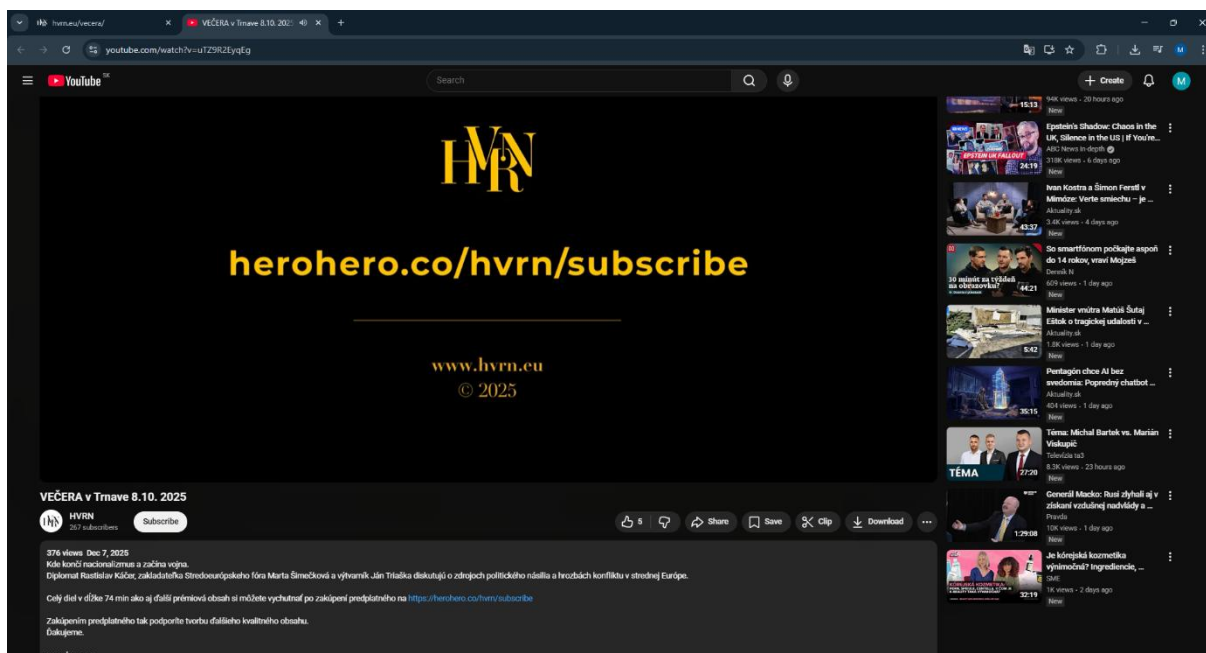 hvrn.eu/vecera/
VEČERA v Trnave 8.10. 2025
youtube.com/watch?v=uTZ9R2EyqEg
YouTube SK
Search
Create
M
HVRN
herohero.co/hvrn/subscribe
www.hvrn.eu
© 2025
VEČERA v Trnave 8.10. 2025
HVRN
267 subscribers
Subscribe
5
Share
Save
Clip
Download
376 views Dec 7, 2025
Kde končí nacionalizmus a začína vojna.
Diplomat Rastislav Káčer, zakladateľka Stredoeurópskeho fóra Marta Šimečková a výtvarník Ján Triaška diskutujú o zdrojoch politického násilia a hrozbách konfliktu v strednej Európe.
Celý diel v dĺžke 74 min ako aj ďalší prémiová obsah si môžete vychutnať po zakúpení predplatného na https://herohero.co/hvrn/subscribe
Zakúpením predplatného tak podporíte tvorbu ďalšieho kvalitného obsahu.
Ďakujeme.
15:13
94K views - 20 hours ago
New
EPSTEIN UK FALLOUT
24:19
Epstein's Shadow: Chaos in the
UK, Silence in the US | If You're...
ABC News In-depth
318K views - 6 days ago
New
43:37
Ivan Kostra a Šimon Ferstl v
Mimóze: Verte smiechu – je ...
Aktuality.sk
3.4K views - 4 days ago
New
30 minút za týždeň
na obrazovku?
44:21
So smartfónom počkajte aspoň
do 14 rokov, vraví Mojzeš
Denník N
609 views - 1 day ago
New
5:42
Minister vnútra Matúš Šutaj
Eštok o tragickej udalosti v ...
Aktuality.sk
1.8K views - 1 day ago
New
35:15
Pentagón chce AI bez
svedomia: Popredný chatbot ...
Aktuality.sk
404 views - 1 day ago
New
TÉMA
27:20
Téma: Michal Bartek vs. Marián
Viskupič
Televízia ta3
8.3K views - 23 hours ago
New
1:29:08
Generál Macko: Rusi zlyhali aj v
získaní vzdušnej nadvlády a ...
Pravda
10K views - 1 day ago
New
32:19
Je kórejská kozmetika
výnimočná? Ingrediencie, ...
SME
1K views - 2 days ago
New